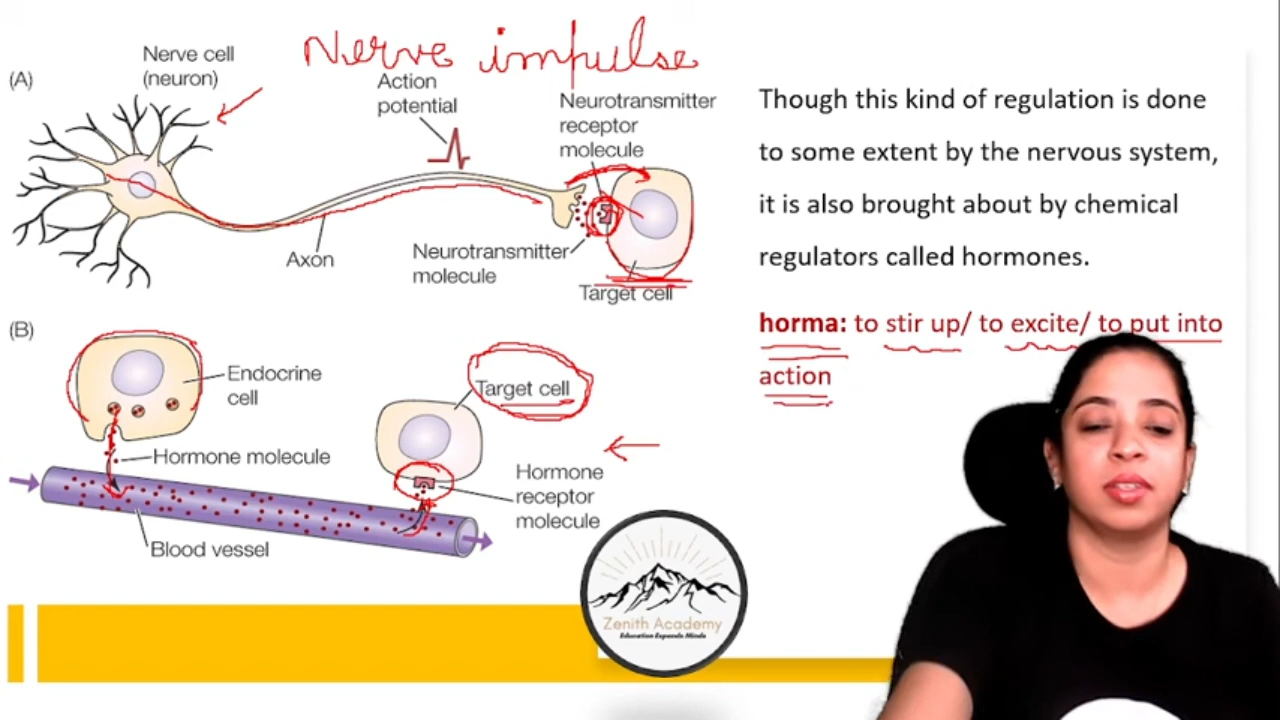 Nerve impulse
(A)
Nerve cell
(neuron)
Action
potential
Neurotransmitter
receptor
molecule
Axon
Neurotransmitter
molecule
Target cell
(B)
Endocrine
cell
Target cell
Hormone molecule
Hormone
receptor
molecule
Blood vessel
Though this kind of regulation is done
to some extent by the nervous system,
it is also brought about by chemical
regulators called hormones.
horma: to stir up/ to excite/ to put into
action
Zenith Academy
Education Expands Minds